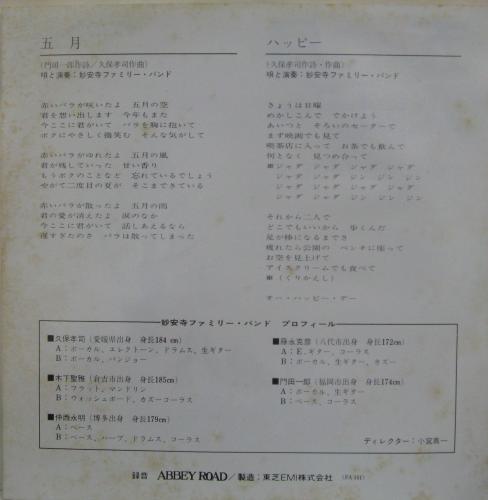 五月
(門田一郎作詩/久保孝司作曲)
唄と演奏:妙安寺ファミリー・バンド
赤いバラが咲いたよ 五月の空
君を想い出します 今年もまた
今ここに君がいて バラを胸に抱いて
ボクにやさしく微笑む そんな気がして
赤いバラがゆれたよ 五月の風
君が残していった 甘い香り
もうボクのことなど 忘れているでしょう
やがて二度目の夏が そこまできている
赤いバラが散ったよ 五月の雨
君の愛が消えたよ 涙のなか
今ここに君がいて 話しあえるなら
遅すぎたのさ バラは散ってしまった
ハッピー
(久保孝司作詩・作曲)
唄と演奏:妙安寺ファミリー・バンド
きょうは日曜
めかしこんで でかけよう
あいつと そろいのセーターで
まず映画でも見て
喫茶店に入って お茶でも飲んで
何となく 見つめ合って
※ジャダ ジャダ ジャダ ジャダ
ジャダ ジャダ ジン ジン ジン
ジャダ ジャダ ジャダ ジャダ
ジャダ ジャダ ジン ジン ジン
それから二人で
どこでもいいから 歩くんだ
足が棒になるまでさ
疲れたら公園の ベンチに座って
お空を見上げて
アイスクリームでも食べて
※(くりかえし)
オー・ハッピー・デー
妙安寺ファミリー・バンド プロフィール
■久保孝司(愛媛県出身 身長184cm)
A:ボーカル、エレクトーン、ドラムス、生ギター
B:ボーカル、バンジョー
■木下聖雅(倉吉市出身 身長185cm)
A:フラット、マンドリン
B:ウォッシュボード、カズーコーラス
■仲西永明(博多出身 身長179cm)
A:
B:ベース、ハープ、ドラムス、コーラス
■藤永克彦(八代市出身 身長172cm)
A:E.ギター、コーラス
B:ボーカル、生ギター、カズー
■門田一郎(福岡市出身 身長174cm)
A:ボーカル、生ギター
B:ベース、コーラス
ディレクター:小宮真一
録音 ABBEY ROAD/製造:東芝EMI株式会社